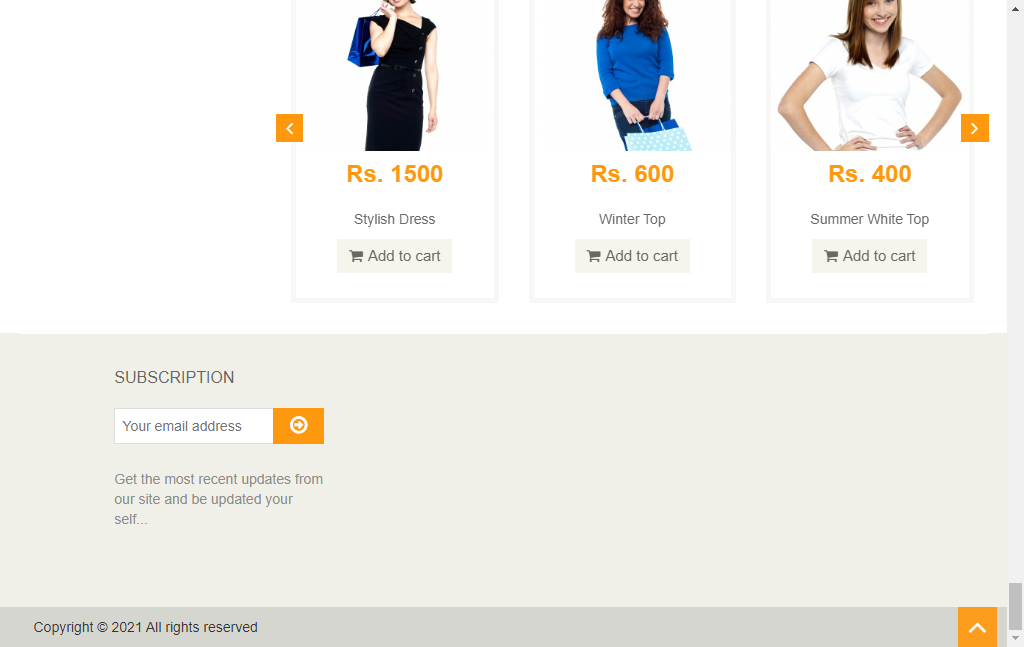 Rs. 1500
Rs. 600
Rs. 400
Stylish Dress
Winter Top
Summer White Top
Add to cart
Add to cart
Add to cart
SUBSCRIPTION
Your email address
Get the most recent updates from
our site and be updated your
self...
Copyright © 2021 All rights reserved